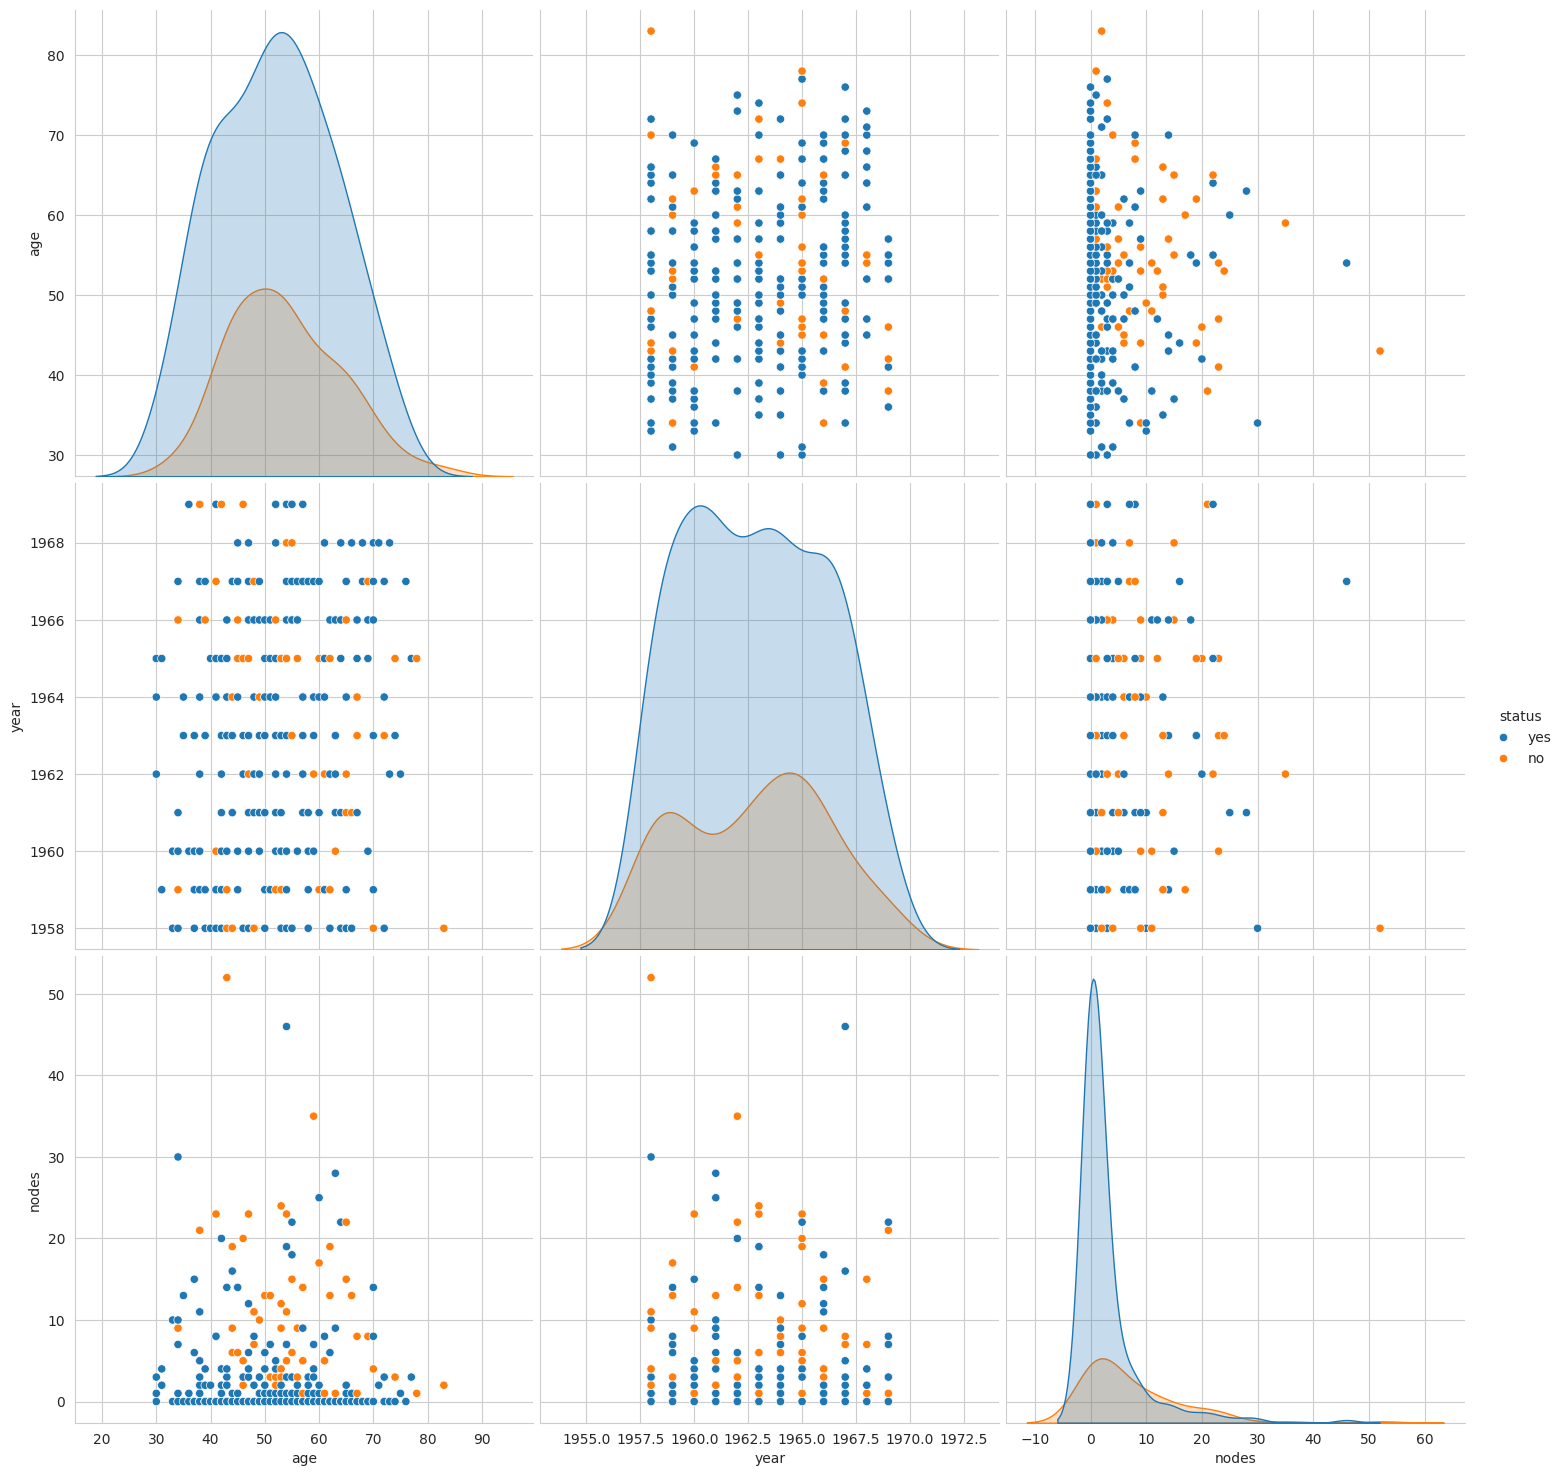 80
70
60
50
40
30
age
1968
1966
1964
1962
1960
1958
year
status
yes
no
50
40
30
20
10
0
nodes
20 30 40 50 60 70 80 90
1955.0 1957.5 1960.0 1962.5 1965.0 1967.5 1970.0 1972.5
−10 0 10 20 30 40 50 60
age
year
nodes